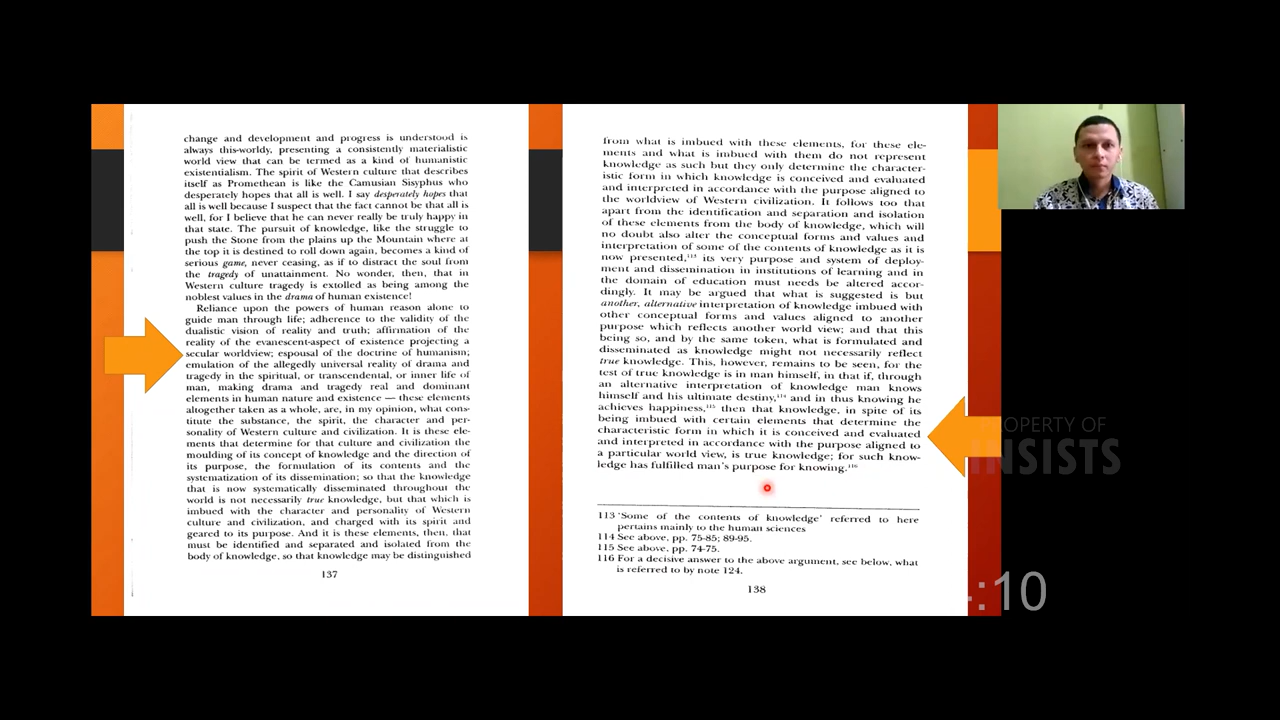 change and development and progress is understood is
always this-worldly, presenting a consistently materialistic
world view that can be termed as a kind of humanistic
existentialism. The spirit of Western culture that describes
itself as Promethean is like the Camusian Sisyphus who
desperately hopes that all is well. I say desperately hopes that
all is well because I suspect that the fact cannot be that all is
well, for I believe that he can never really be truly happy in
that state. The pursuit of knowledge, like the struggle to
push the Stone from the plains up the Mountain where at
the top it is destined to roll down again, becomes a kind of
serious game, never ceasing, as if to distract the soul from
the tragedy of unattainment. No wonder, then, that in
Western culture tragedy is extolled as being among the
noblest values in the drama of human existence!
Reliance upon the powers of human reason alone to
guide man through life; adherence to the validity of the
dualistic vision of reality and truth; affirmation of the
reality of the evanescent-aspect of existence projecting a
secular worldview; espousal of the doctrine of humanism;
emulation of the allegedly universal reality of drama and
tragedy in the spiritual, or transcendental, or inner life of
man, making drama and tragedy real and dominant
elements in human nature and existence — these elements
altogether taken as a whole, are, in my opinion, what cons-
titute the substance, the spirit, the character and per-
sonality of Western culture and civilization. It is these ele-
ments that determine for that culture and civilization the
moulding of its concept of knowledge and the direction of
its purpose, the formulation of its contents and the
systematization of its dissemination; so that the knowledge
that is now systematically disseminated throughout the
world is not necessarily true knowledge, but that which is
imbued with the character and personality of Western
culture and civilization, and charged with its spirit and
geared to its purpose. And it is these elements, then, that
must be identified and separated and isolated from the
body of knowledge, so that knowledge may be distinguished
137
from what is imbued with these elements, for these ele-
ments and what is imbued with them do not represent
knowledge as such but they only determine the character-
istic form in which knowledge is conceived and evaluated
and interpreted in accordance with the purpose aligned to
the worldview of Western civilization. It follows too that
apart from the identification and separation and isolation
of these elements from the body of knowledge, which will
no doubt also alter the conceptual forms and values and
interpretation of some of the contents of knowledge as it is
now presented,¹¹³ its very purpose and system of deploy-
ment and dissemination in institutions of learning and in
the domain of education must needs be altered accor-
dingly. It may be argued that what is suggested is but
another, alternative interpretation of knowledge imbued with
other conceptual forms and values aligned to another
purpose which reflects another world view; and that this
being so, and by the same token, what is formulated and
disseminated as knowledge might not necessarily reflect
true knowledge. This, however, remains to be seen, for the
test of true knowledge is in man himself, in that if, through
an alternative interpretation of knowledge man knows
himself and his ultimate destiny,¹¹⁴ and in thus knowing he
achieves happiness,¹¹⁵ then that knowledge, in spite of its
being imbued with certain elements that determine the
characteristic form in which it is conceived and evaluated
and interpreted in accordance with the purpose aligned to
a particular world view, is true knowledge; for such know-
ledge has fulfilled man's purpose for knowing.¹¹⁶
113 'Some of the contents of knowledge' referred to here
pertains mainly to the human sciences
114 See above, pp. 75-85; 89-95.
115 See above, pp. 74-75.
116 For a decisive answer to the above argument, see below, what
is referred to by note 124.
138
PROPERTY OF
INSISTS
:10